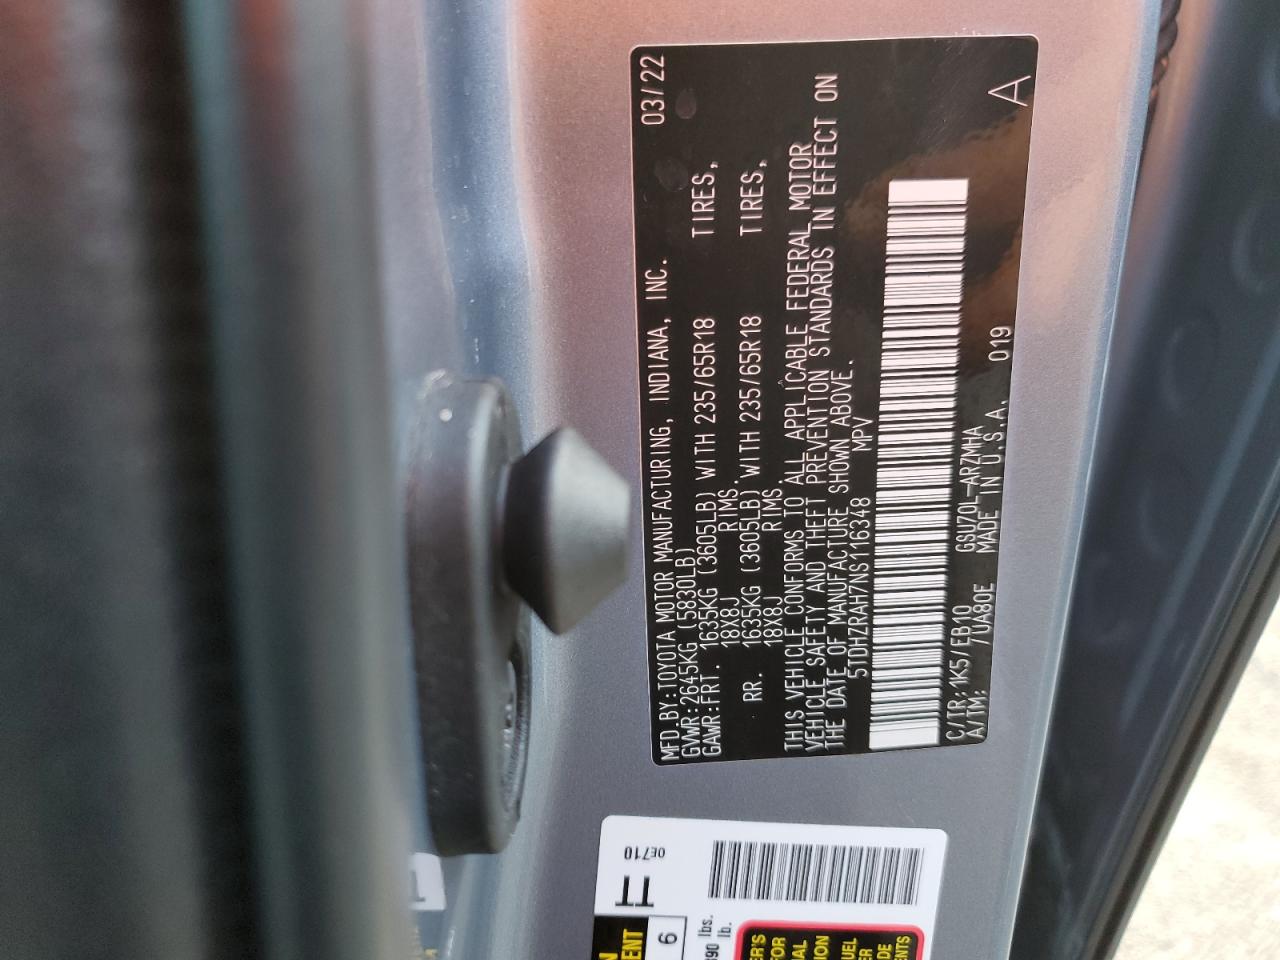 MFD.BY:TOYOTA MOTOR MANUFACTURING, INDIANA, INC. 03/22
GVWR:2645KG (5830LB)
GAWR:FRT. 1635KG (3605LB) WITH 235/65R18 TIRES.,
18X8J RIMS.
RR. 1635KG (3605LB) WITH 235/65R18 TIRES.,
18X8J RIMS.
THIS VEHICLE CONFORMS TO ALL APPLICABLE FEDERAL MOTOR
VEHICLE SAFETY AND THEFT PREVENTION STANDARDS IN EFFECT ON
THE DATE OF MANUFACTURE SHOWN ABOVE.
5TDHZRAH7NS116348 MPV
C/TR:1K5/EB10 GSU70L-ARZMHA 019 A
A/TM: /UA80E MADE IN U.S.A.
0E710
6
lbs.
lb.